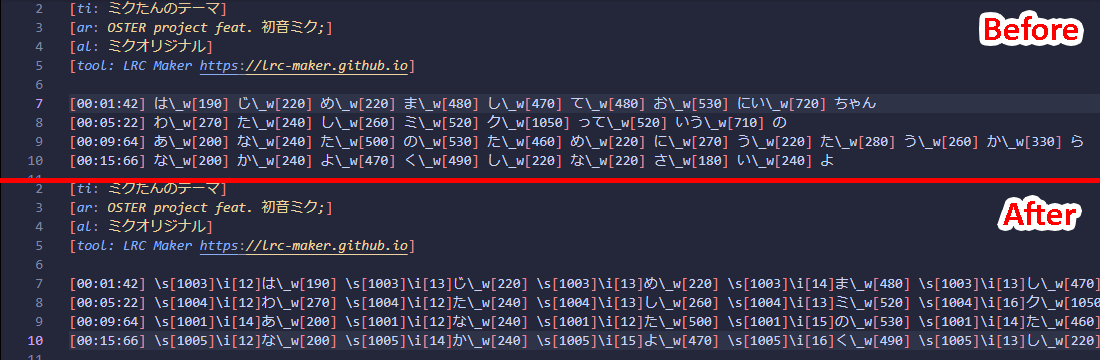 2 [ti: ミクたんのテーマ]
3 [ar: OSTER project feat. 初音ミク;]
4 [al: ミクオリジナル]
5 [tool: LRC Maker https://lrc-maker.github.io]
6
7 [00:01:42] は\_w[190] じ\_w[220] め\_w[220] ま\_w[480] し\_w[470] て\_w[480] お\_w[530] にい\_w[720] ちゃん
8 [00:05:22] わ\_w[270] た\_w[240] し\_w[260] ミ\_w[520] ク\_w[1050] って\_w[520] いう\_w[710] の
9 [00:09:64] あ\_w[200] な\_w[240] た\_w[500] の\_w[530] た\_w[460] め\_w[220] に\_w[270] う\_w[220] た\_w[280] う\_w[260] か\_w[330] ら
10 [00:15:66] な\_w[200] か\_w[240] よ\_w[470] く\_w[490] し\_w[220] な\_w[220] さ\_w[180] い\_w[240] よ
Before
2 [ti: ミクたんのテーマ]
3 [ar: OSTER project feat. 初音ミク;]
4 [al: ミクオリジナル]
5 [tool: LRC Maker https://lrc-maker.github.io]
6
7 [00:01:42] \s[1003]\i[12]は\_w[190] \s[1003]\i[13]じ\_w[220] \s[1003]\i[13]め\_w[220] \s[1003]\i[14]ま\_w[480] \s[1003]\i[13]し\_w[470]
8 [00:05:22] \s[1004]\i[12]わ\_w[270] \s[1004]\i[12]た\_w[240] \s[1004]\i[13]し\_w[260] \s[1004]\i[13]ミ\_w[520] \s[1004]\i[16]ク\_w[1050
9 [00:09:64] \s[1001]\i[14]あ\_w[200] \s[1001]\i[12]な\_w[240] \s[1001]\i[12]た\_w[500] \s[1001]\i[15]の\_w[530] \s[1001]\i[14]た\_w[460]
10 [00:15:66] \s[1005]\i[12]な\_w[200] \s[1005]\i[14]か\_w[240] \s[1005]\i[15]よ\_w[470] \s[1005]\i[16]く\_w[490] \s[1005]\i[13]し\_w[220]
After